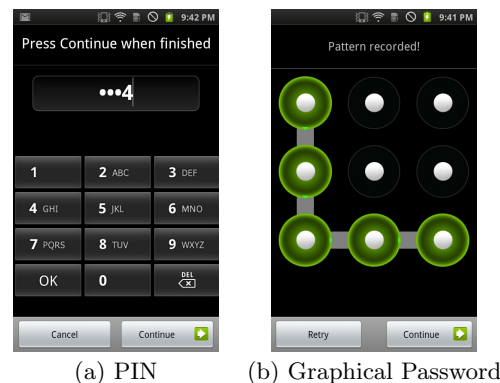 9:42 PM
Press Continue when finished
•••4
1
2 ABC
3 DEF
4 GHI
5 JKL
6 MNO
7 PQRS
8 TUV
9 WXYZ
OK
0
DEL
Cancel
Continue
(a) PIN
9:41 PM
Pattern recorded!
Retry
Continue
(b) Graphical Password